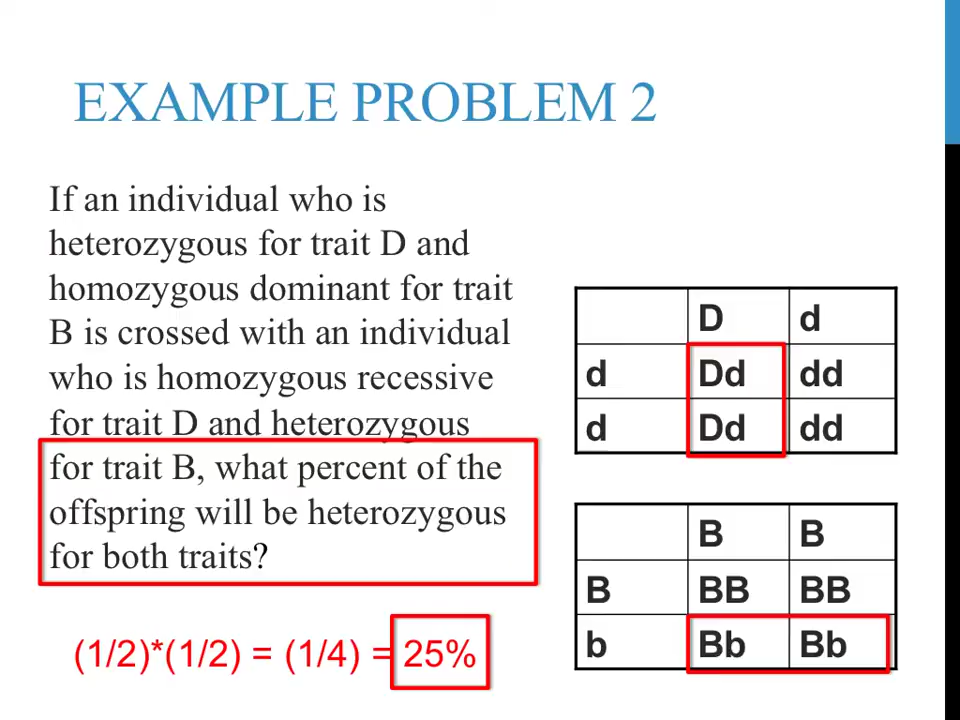 EXAMPLE PROBLEM 2
If an individual who is
heterozygous for trait D and
homozygous dominant for trait
B is crossed with an individual
who is homozygous recessive
for trait D and heterozygous
for trait B, what percent of the
offspring will be heterozygous
for both traits?
(1/2)*(1/2) = (1/4) = 25%
D d
d Dd dd
d Dd dd
B B
B BB BB
b Bb Bb